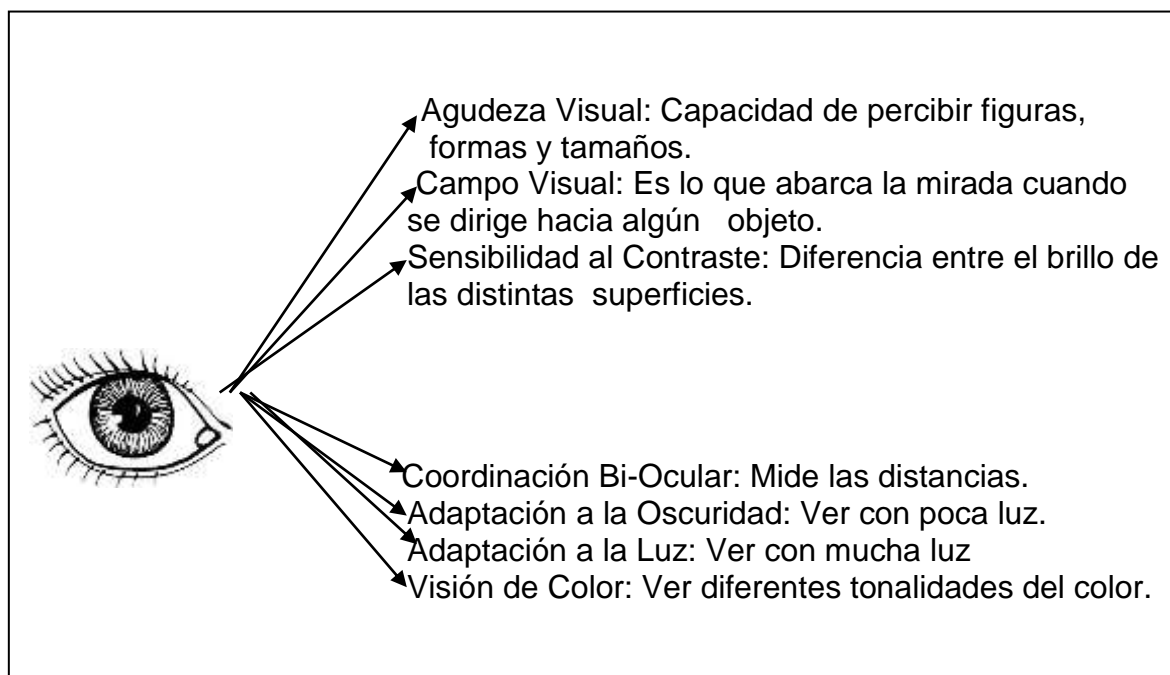 Agudeza Visual: Capacidad de percibir figuras,
formas y tamaños.
Campo Visual: Es lo que abarca la mirada cuando
se dirige hacia algún objeto.
Sensibilidad al Contraste: Diferencia entre el brillo de
las distintas superficies.
Coordinación Bi-Ocular: Mide las distancias.
Adaptación a la Oscuridad: Ver con poca luz.
Adaptación a la Luz: Ver con mucha luz
Visión de Color: Ver diferentes tonalidades del color.